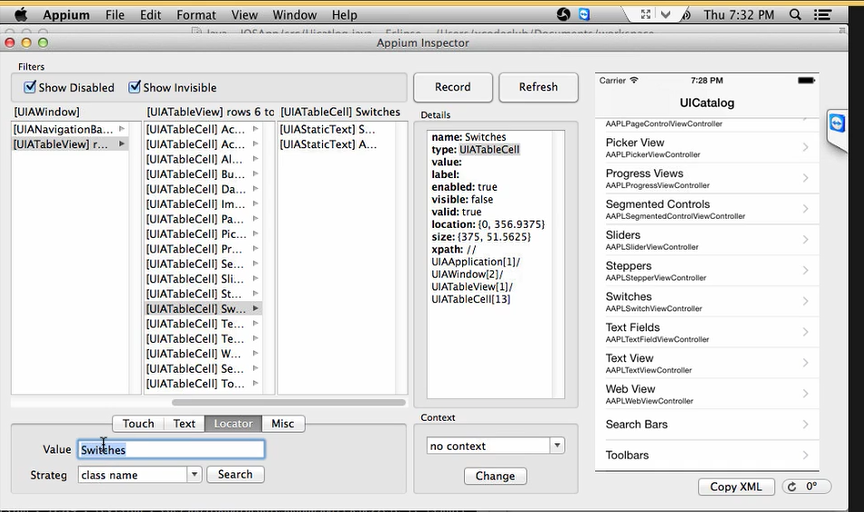 Appium File Edit Format View Window Help Thu 7:32 PM
Appium Inspector
Filters
Show Disabled Show Invisible
[UIAWindow] [UIATableView] rows 6 to [UIATableCell] Switches
[UIANavigationBa...
[UIATableView] r...
[UIATableCell] Ac...
[UIATableCell] Ac...
[UIATableCell] Al...
[UIATableCell] Bu...
[UIATableCell] Da...
[UIATableCell] Im...
[UIATableCell] Pa...
[UIATableCell] Pic...
[UIATableCell] Pr...
[UIATableCell] Se...
[UIATableCell] Sli...
[UIATableCell] St...
[UIATableCell] Sw...
[UIATableCell] Te...
[UIATableCell] Te...
[UIATableCell] W...
[UIATableCell] Se...
[UIATableCell] To...
[UIAStaticText] S...
[UIAStaticText] A...
Touch Text Locator Misc
Value Switches
Strateg class name Search
Record Refresh
Details
name: Switches
type: UIATableCell
value:
label:
enabled: true
visible: false
valid: true
location: {0, 356.9375}
size: {375, 51.5625}
xpath: //
UIAApplication[1]/
UIAWindow[2]/
UIATableView[1]/
UIATableCell[13]
Context
no context
Change
Carrier 7:28 PM
UICatalog
AAPLPageControlViewController
Picker View
AAPLPickerViewController
Progress Views
AAPLProgressViewController
Segmented Controls
AAPLSegmentedControlViewController
Sliders
AAPLSliderViewController
Steppers
AAPLStepperViewController
Switches
AAPLSwitchViewController
Text Fields
AAPLTextFieldViewController
Text View
AAPLTextViewController
Web View
AAPLWebViewController
Search Bars
Toolbars
Copy XML 0°